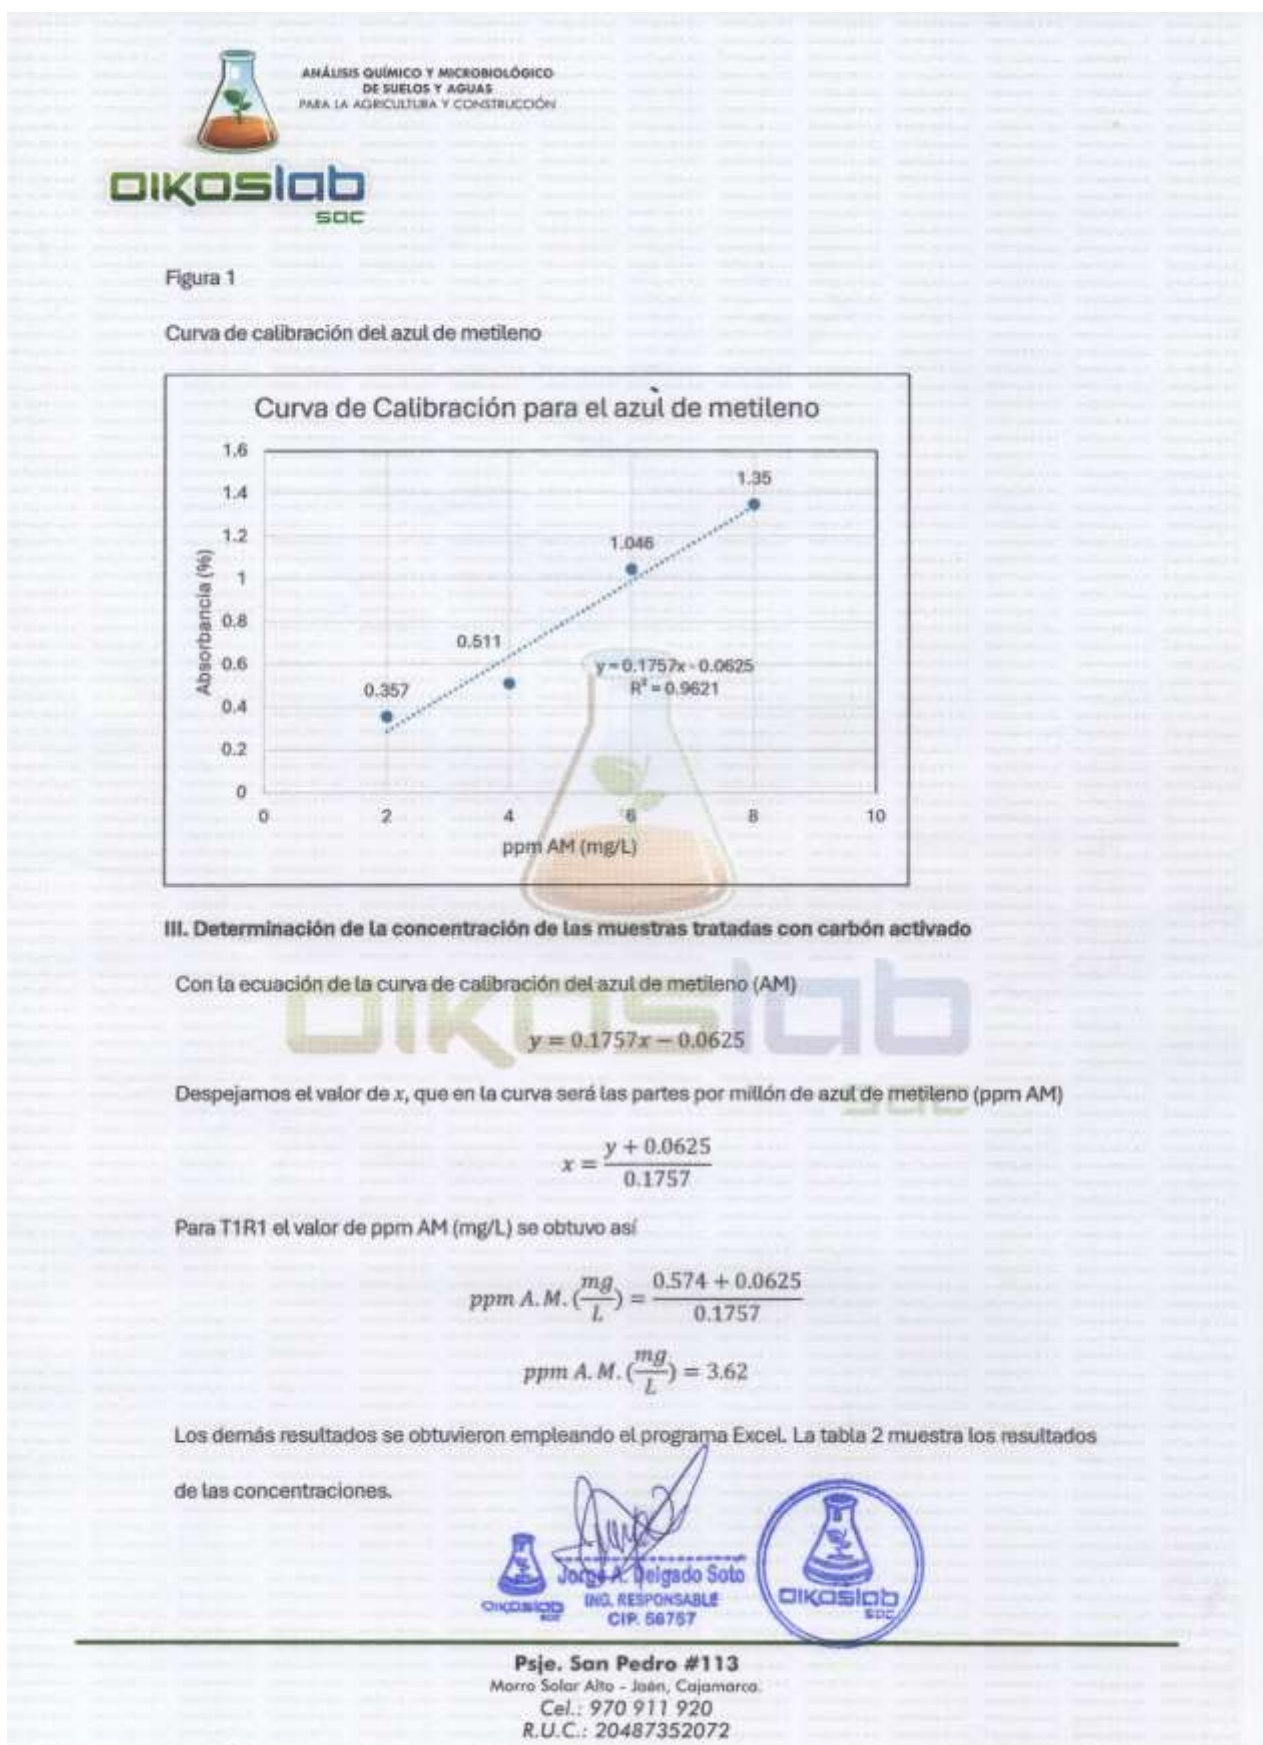 ANÁLISIS QUÍMICO Y MICROBIOLÓGICO
DE SUELOS Y AGUAS
PARA LA AGRICULTURA Y CONSTRUCCIÓN
OIKOSlab
SAC
Figura 1
Curva de calibración del azul de metileno
Curva de Calibración para el azul de metileno
1.6
1.4
1.2
1
0.8
0.6
0.4
0.2
0
Absorbancia (%)
0.357
0.511
1.046
1.35
y = 0.1757x - 0.0625
R² = 0.9621
0 2 4 6 8 10
ppm AM (mg/L)
III. Determinación de la concentración de las muestras tratadas con carbón activado
Con la ecuación de la curva de calibración del azul de metileno (AM)
y = 0.1757x − 0.0625
Despejamos el valor de x, que en la curva será las partes por millón de azul de metileno (ppm AM)
x = (y + 0.0625) / 0.1757
Para T1R1 el valor de ppm AM (mg/L) se obtuvo así
ppm A.M. (mg/L) = (0.574 + 0.0625) / 0.1757
ppm A.M. (mg/L) = 3.62
Los demás resultados se obtuvieron empleando el programa Excel. La tabla 2 muestra los resultados
de las concentraciones.
Jorge A. Delgado Soto
ING. RESPONSABLE
CIP. 56757
OIKOSlab
SAC
OIKOSlab
SAC
Psje. San Pedro #113
Morro Solar Alto - Jaén, Cajamarca.
Cel.: 970 911 920
R.U.C.: 20487352072